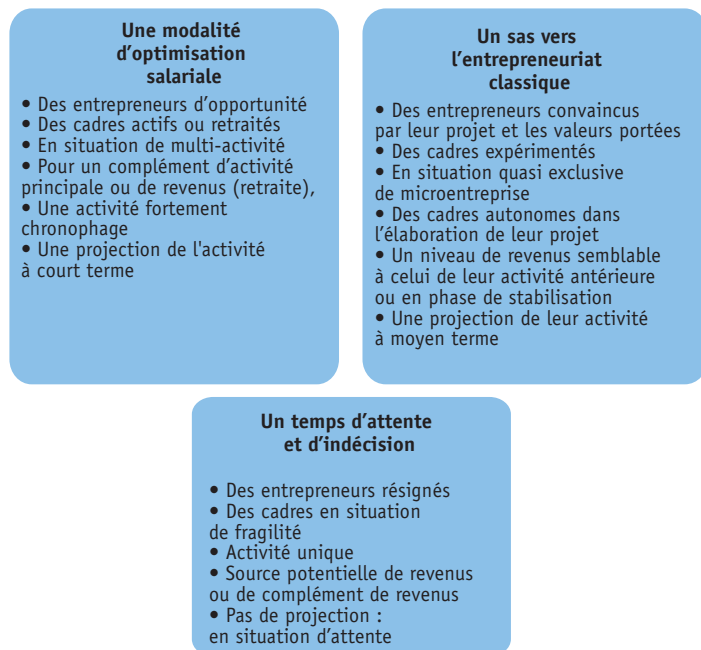 Une modalité
d’optimisation
salariale
• Des entrepreneurs d’opportunité
• Des cadres actifs ou retraités
• En situation de multi-activité
• Pour un complément d’activité
principale ou de revenus (retraite),
• Une activité fortement
chronophage
• Une projection de l'activité
à court terme
Un sas vers
l’entrepreneuriat
classique
• Des entrepreneurs convaincus
par leur projet et les valeurs portées
• Des cadres expérimentés
• En situation quasi exclusive
de microentreprise
• Des cadres autonomes dans
l’élaboration de leur projet
• Un niveau de revenus semblable
à celui de leur activité antérieure
ou en phase de stabilisation
• Une projection de leur activité
à moyen terme
Un temps d’attente
et d’indécision
• Des entrepreneurs résignés
• Des cadres en situation
de fragilité
• Activité unique
• Source potentielle de revenus
ou de complément de revenus
• Pas de projection :
en situation d’attente